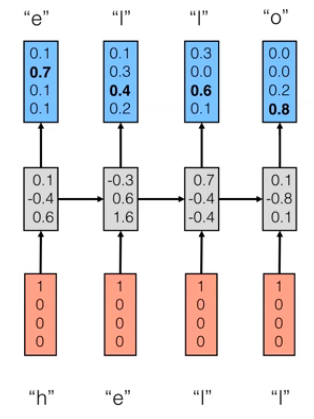 “e” “l” “l” “o”
0.1 0.1 0.3 0.0
0.7 0.3 0.0 0.0
0.1 0.4 0.6 0.2
0.1 0.2 0.1 0.8
0.1 -0.3 0.7 0.1
-0.4 0.6 -0.4 -0.8
0.6 1.6 -0.4 0.1
1 1 1 1
0 0 0 0
0 0 0 0
0 0 0 0
“h” “e” “l” “l”